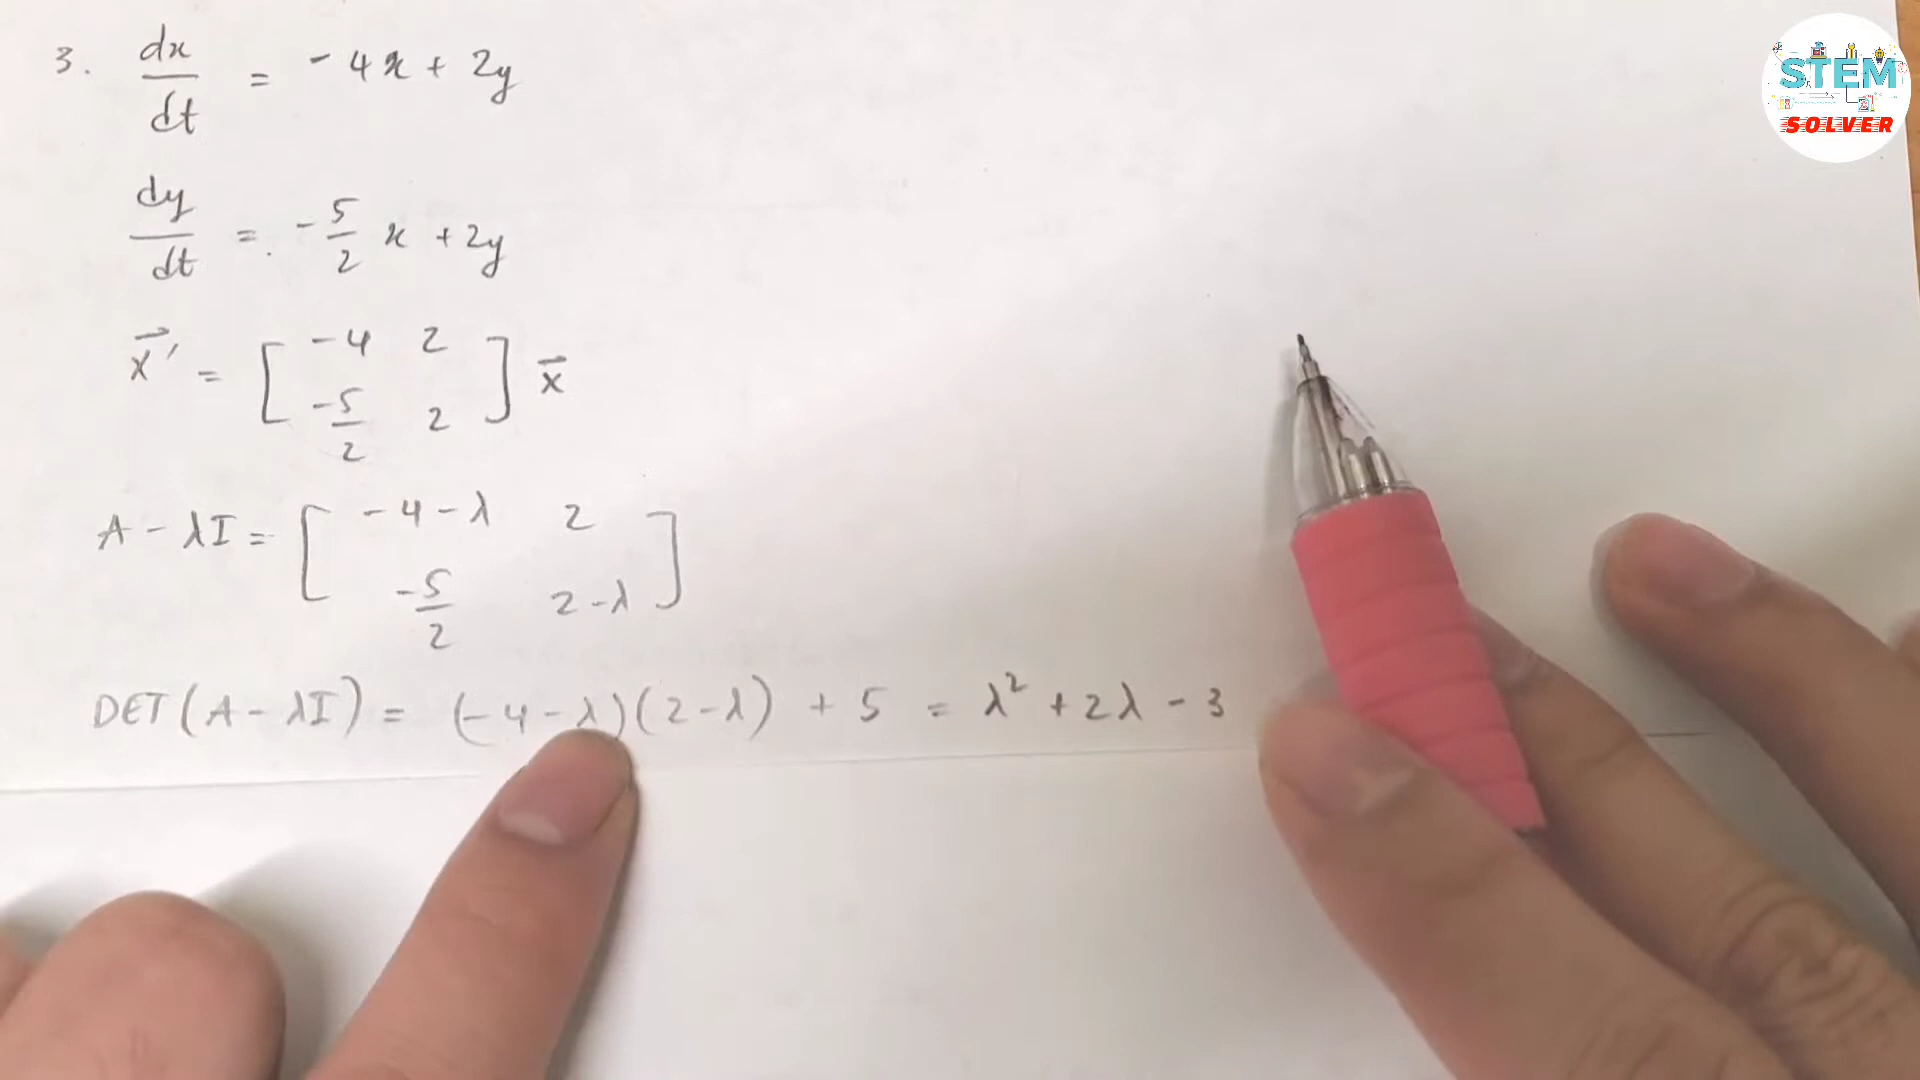 3. dx/dt = -4x + 2y
dy/dt = -5/2 x + 2y
x⃗' = [ -4 2 ; -5/2 2 ] x⃗
A - λI = [ -4-λ 2 ; -5/2 2-λ ]
DET(A - λI) = (-4-λ)(2-λ) + 5 = λ² + 2λ - 3
STEM
SOLVER